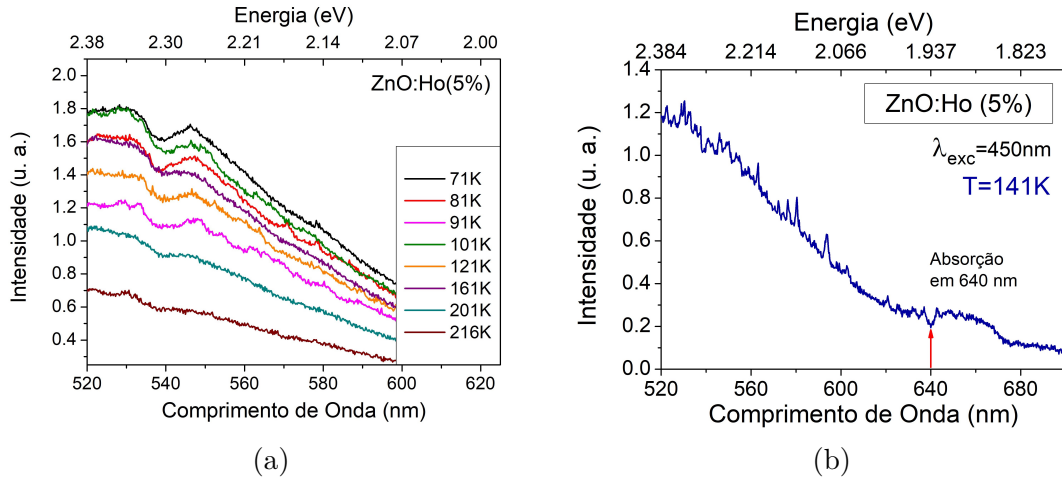 Energia (eV)
2.38 2.30 2.21 2.14 2.07 2.00
ZnO:Ho(5%)
2.0
1.8
1.6
1.4
1.2
1.0
0.8
0.6
0.4
Intensidade (u. a.)
71K
81K
91K
101K
121K
161K
201K
216K
520 540 560 580 600 620
Comprimento de Onda (nm)
(a)
Energia (eV)
2.384 2.214 2.066 1.937 1.823
ZnO:Ho (5%)
λexc=450nm
T=141K
1.4
1.2
1.0
0.8
0.6
0.4
0.2
0.0
Intensidade (u. a.)
Absorção
em 640 nm
520 560 600 640 680
Comprimento de Onda (nm)
(b)